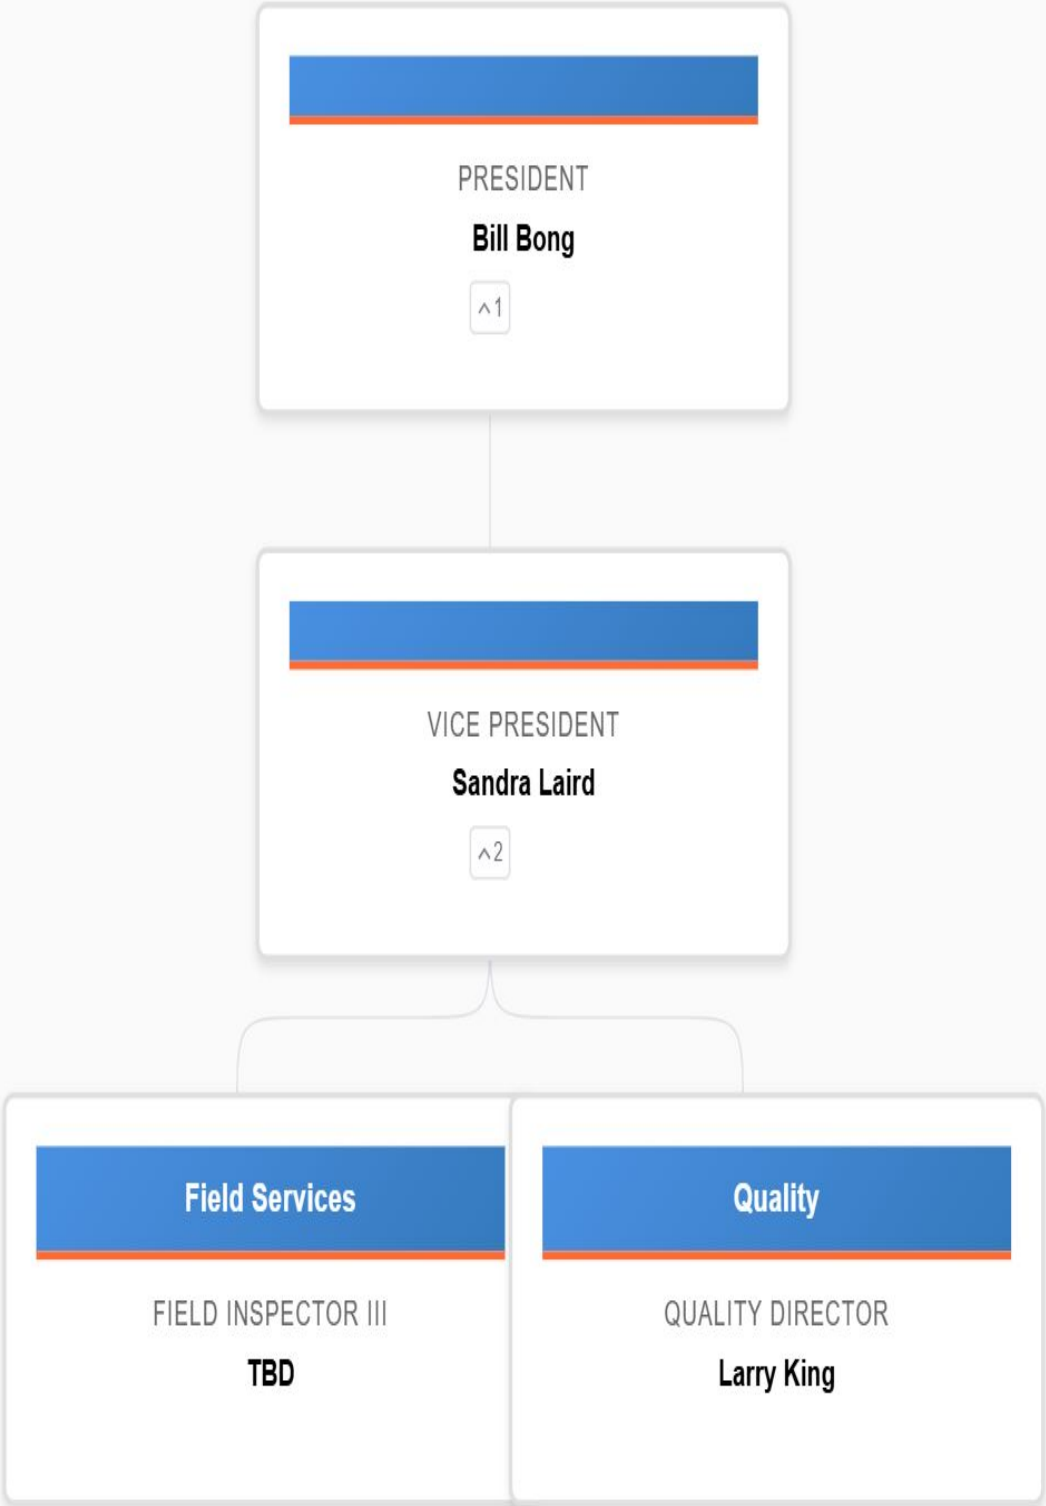 PRESIDENT
Bill Bong
^1
VICE PRESIDENT
Sandra Laird
^2
Field Services
FIELD INSPECTOR III
TBD
Quality
QUALITY DIRECTOR
Larry King